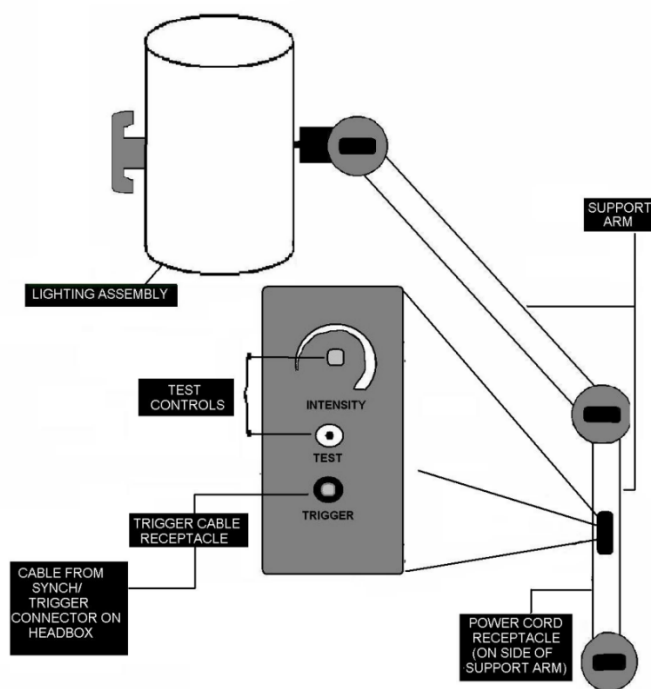 SUPPORT
ARM
LIGHTING ASSEMBLY
TEST
CONTROLS
INTENSITY
TEST
TRIGGER
TRIGGER CABLE
RECEPTACLE
CABLE FROM
SYNCH/
TRIGGER
CONNECTOR ON
HEADBOX
POWER CORD
RECEPTACLE
(ON SIDE OF
SUPPORT ARM)